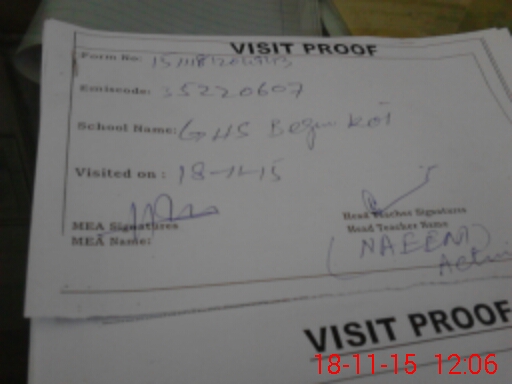 VISIT PROOF
Form No:
Emiscode: 35220607
School Name: GHS Begum Kot
Visited on : 18-11-15
MEA Signatures
MEA Name:
Head Teacher Signatures
Head Teacher Name
(NAEEM)
VISIT PROOF
18-11-15 12:06